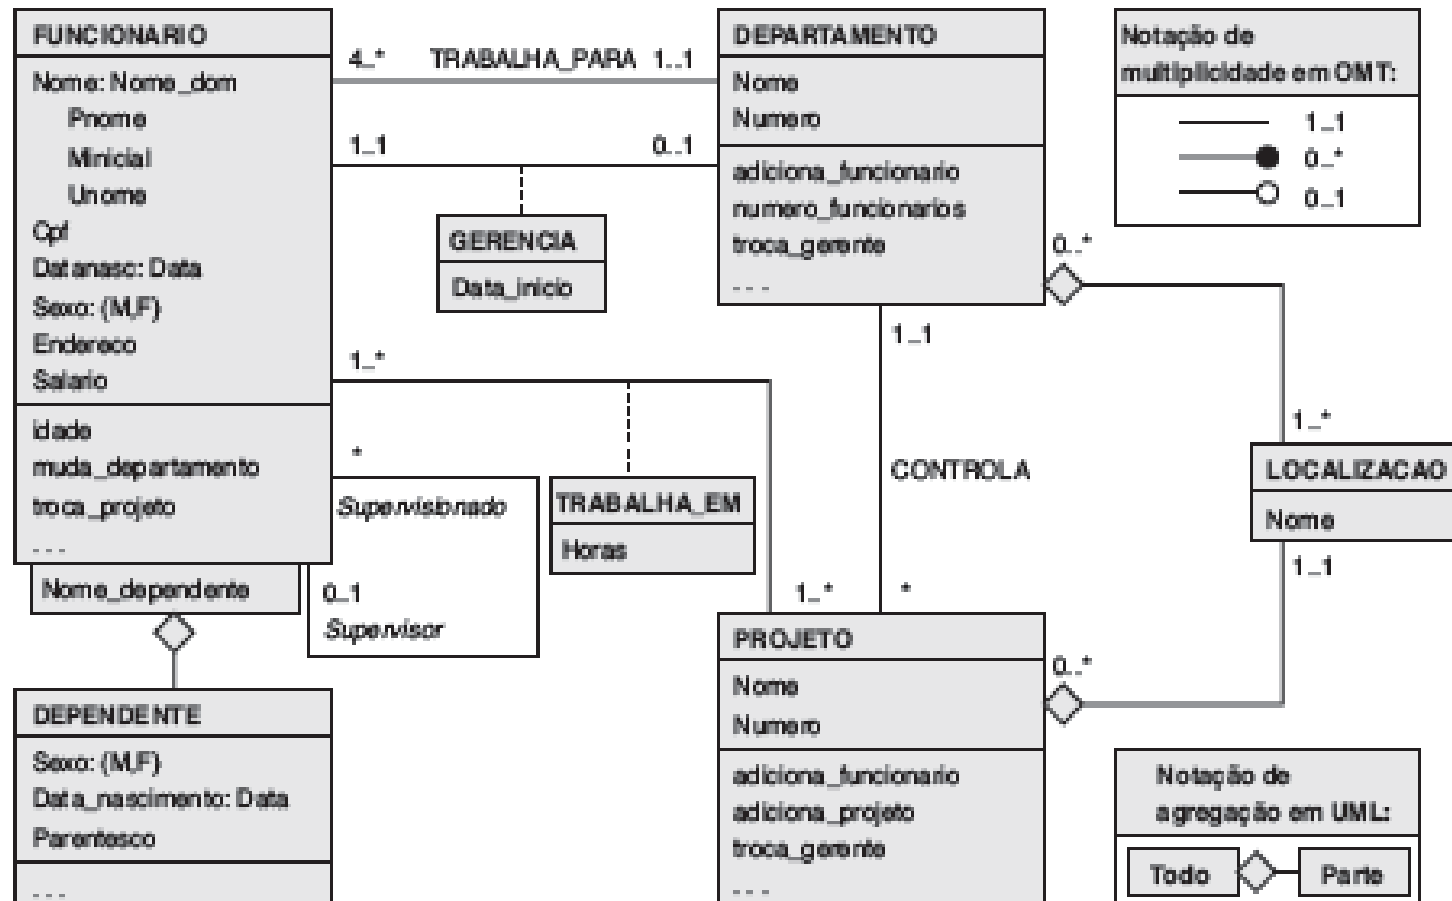 FUNCIONARIO
Nome: Nome_dom
Pnome
Minicial
Unome
Cpf
Datanasc: Data
Sexo: {M,F}
Endereco
Salario
idade
muda_departamento
troca_projeto
. . .
Nome_dependente
DEPENDENTE
Sexo: {M,F}
Data_nascimento: Data
Parentesco
. . .
4..* TRABALHA_PARA 1..1
1..1 0..1
GERENCIA
Data_inicio
1..*
*
Supervisionado
0..1
Supervisor
TRABALHA_EM
Horas
1..* *
DEPARTAMENTO
Nome
Numero
adiciona_funcionario
numero_funcionarios
troca_gerente
. . .
1..1
CONTROLA
PROJETO
Nome
Numero
adiciona_funcionario
adiciona_projeto
troca_gerente
. . .
Notação de
multiplicidade em OMT:
1..1
0..*
0..1
0..*
1..*
LOCALIZACAO
Nome
1..1
0..*
Notação de
agregação em UML:
Todo Parte